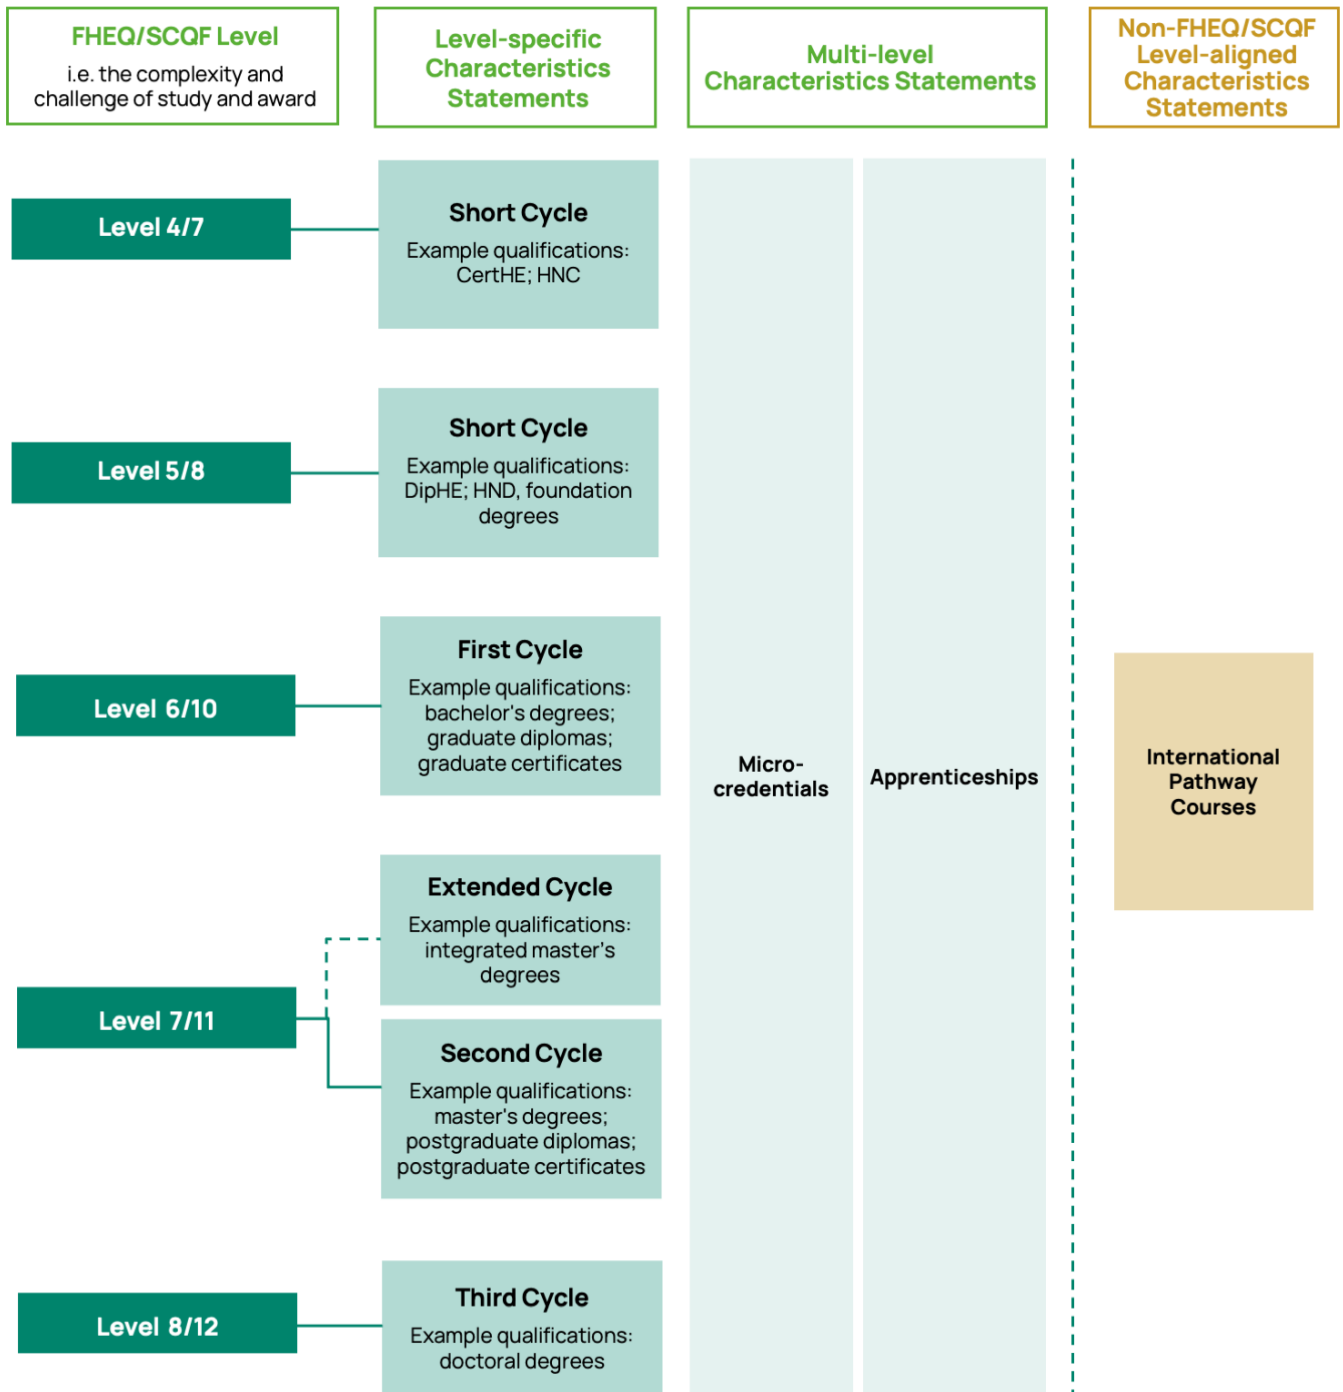 FHEQ/SCQF Level
i.e. the complexity and
challenge of study and award
Level-specific
Characteristics
Statements
Multi-level
Characteristics Statements
Non-FHEQ/SCQF
Level-aligned
Characteristics
Statements
Level 4/7
Short Cycle
Example qualifications:
CertHE; HNC
Level 5/8
Short Cycle
Example qualifications:
DipHE; HND, foundation
degrees
Level 6/10
First Cycle
Example qualifications:
bachelor's degrees;
graduate diplomas;
graduate certificates
Micro-
credentials
Apprenticeships
International
Pathway
Courses
Level 7/11
Extended Cycle
Example qualifications:
integrated master's
degrees
Second Cycle
Example qualifications:
master's degrees;
postgraduate diplomas;
postgraduate certificates
Level 8/12
Third Cycle
Example qualifications:
doctoral degrees